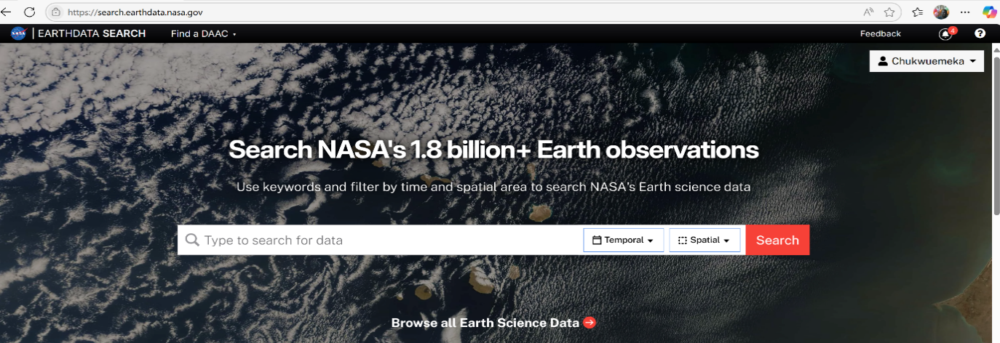 https://search.earthdata.nasa.gov
NASA | EARTHDATA SEARCH Find a DAAC Feedback 4 ?
Chukwuemeka
Search NASA's 1.8 billion+ Earth observations
Use keywords and filter by time and spatial area to search NASA's Earth science data
Type to search for data Temporal Spatial Search
Browse all Earth Science Data